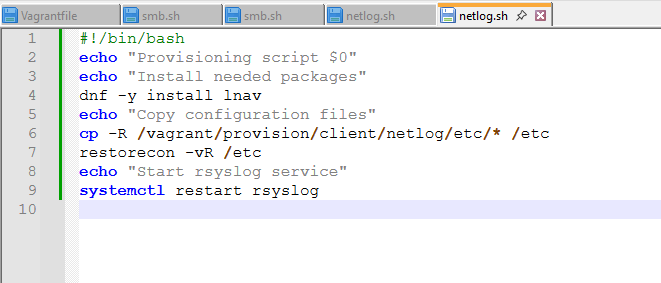 Vagrantfile smb.sh smb.sh netlog.sh netlog.sh
1 #!/bin/bash
2 echo "Provisioning script $0"
3 echo "Install needed packages"
4 dnf -y install lnav
5 echo "Copy configuration files"
6 cp -R /vagrant/provision/client/netlog/etc/* /etc
7 restorecon -vR /etc
8 echo "Start rsyslog service"
9 systemctl restart rsyslog
10